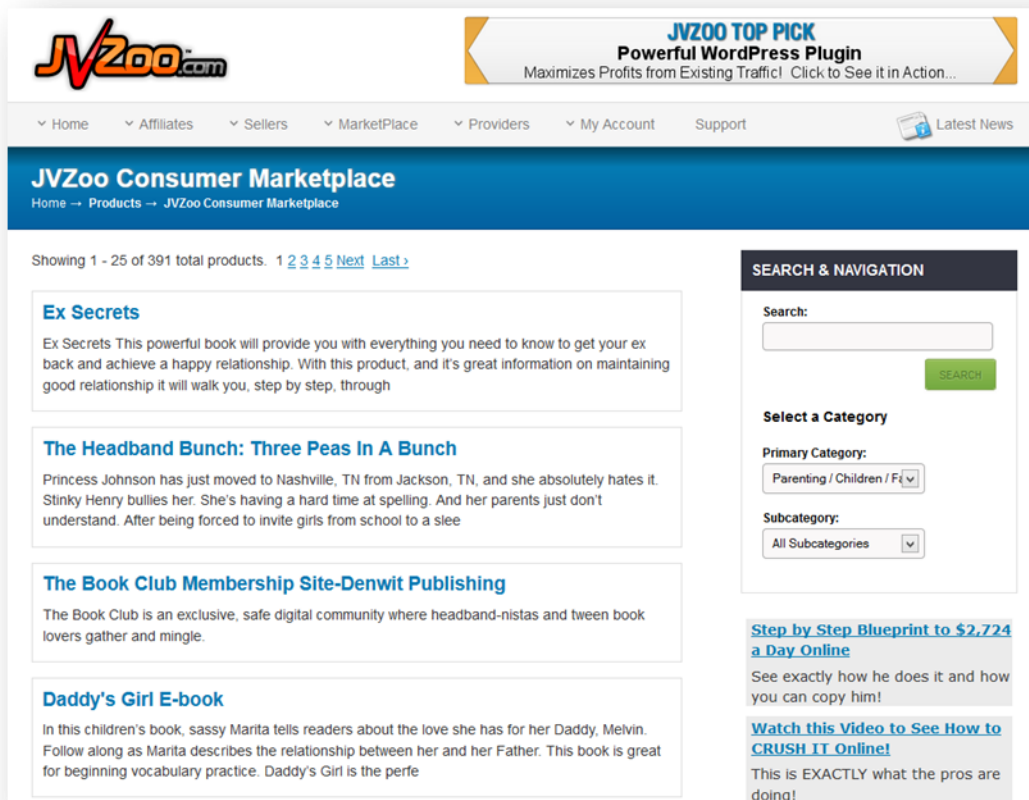 JVZoo.com
JVZOO TOP PICK
Powerful WordPress Plugin
Maximizes Profits from Existing Traffic! Click to See it in Action...
Home Affiliates Sellers MarketPlace Providers My Account Support Latest News
JVZoo Consumer Marketplace
Home → Products → JVZoo Consumer Marketplace
Showing 1 - 25 of 391 total products. 1 2 3 4 5 Next Last ›
Ex Secrets
Ex Secrets This powerful book will provide you with everything you need to know to get your ex
back and achieve a happy relationship. With this product, and it's great information on maintaining
good relationship it will walk you, step by step, through
The Headband Bunch: Three Peas In A Bunch
Princess Johnson has just moved to Nashville, TN from Jackson, TN, and she absolutely hates it.
Stinky Henry bullies her. She's having a hard time at spelling. And her parents just don't
understand. After being forced to invite girls from school to a slee
The Book Club Membership Site-Denwit Publishing
The Book Club is an exclusive, safe digital community where headband-nistas and tween book
lovers gather and mingle.
Daddy's Girl E-book
In this children's book, sassy Marita tells readers about the love she has for her Daddy, Melvin.
Follow along as Marita describes the relationship between her and her Father. This book is great
for beginning vocabulary practice. Daddy's Girl is the perfe
SEARCH & NAVIGATION
Search:
SEARCH
Select a Category
Primary Category:
Parenting / Children / Fa
Subcategory:
All Subcategories
Step by Step Blueprint to $2,724
a Day Online
See exactly how he does it and how
you can copy him!
Watch this Video to See How to
CRUSH IT Online!
This is EXACTLY what the pros are
doing!